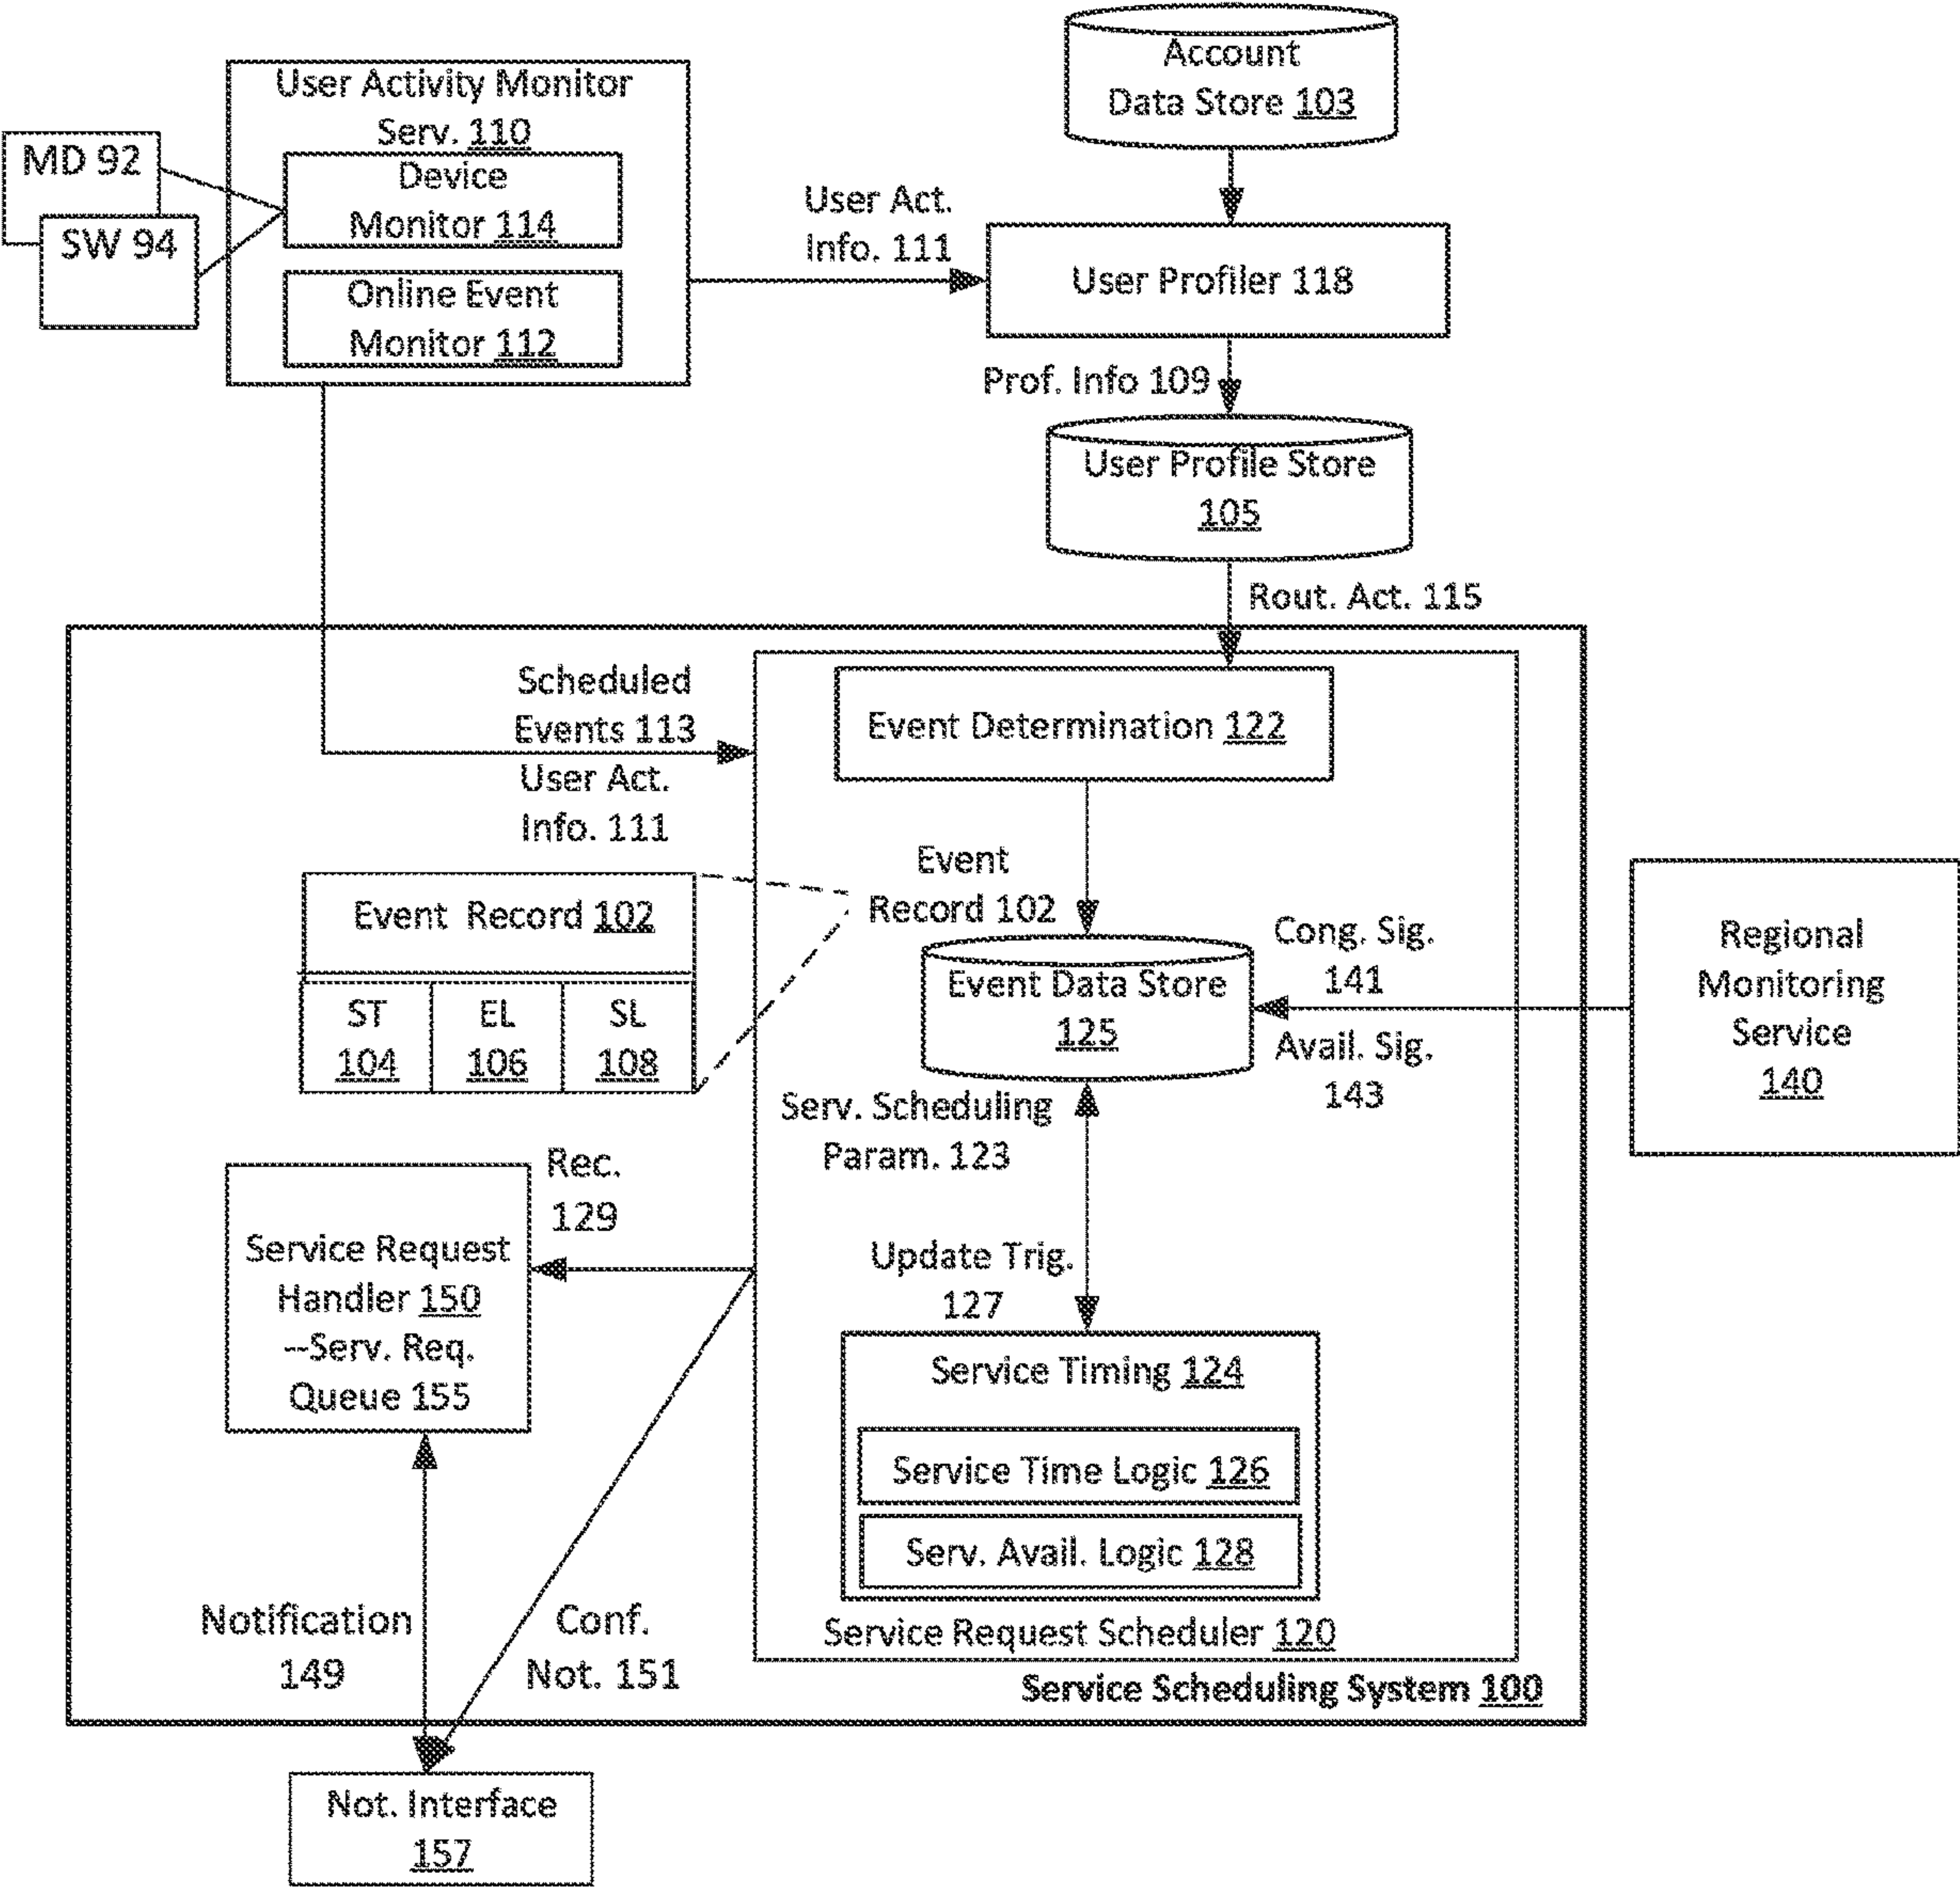 Account
Data Store 103
User Activity Monitor
Serv. 110
MD 92
SW 94
Device
Monitor 114
Online Event
Monitor 112
User Act.
Info. 111
User Profiler 118
Prof. Info 109
User Profile Store
105
Rout. Act. 115
Scheduled
Events 113
User Act.
Info. 111
Event Determination 122
Event
Record 102
Event Record 102
ST
104
EL
106
SL
108
Event Data Store
125
Cong. Sig.
141
Avail. Sig.
143
Regional
Monitoring
Service
140
Serv. Scheduling
Param. 123
Rec.
129
Service Request
Handler 150
--Serv. Req.
Queue 155
Update Trig.
127
Service Timing 124
Service Time Logic 126
Serv. Avail. Logic 128
Service Request Scheduler 120
Notification
149
Conf.
Not. 151
Service Scheduling System 100
Not. Interface
157